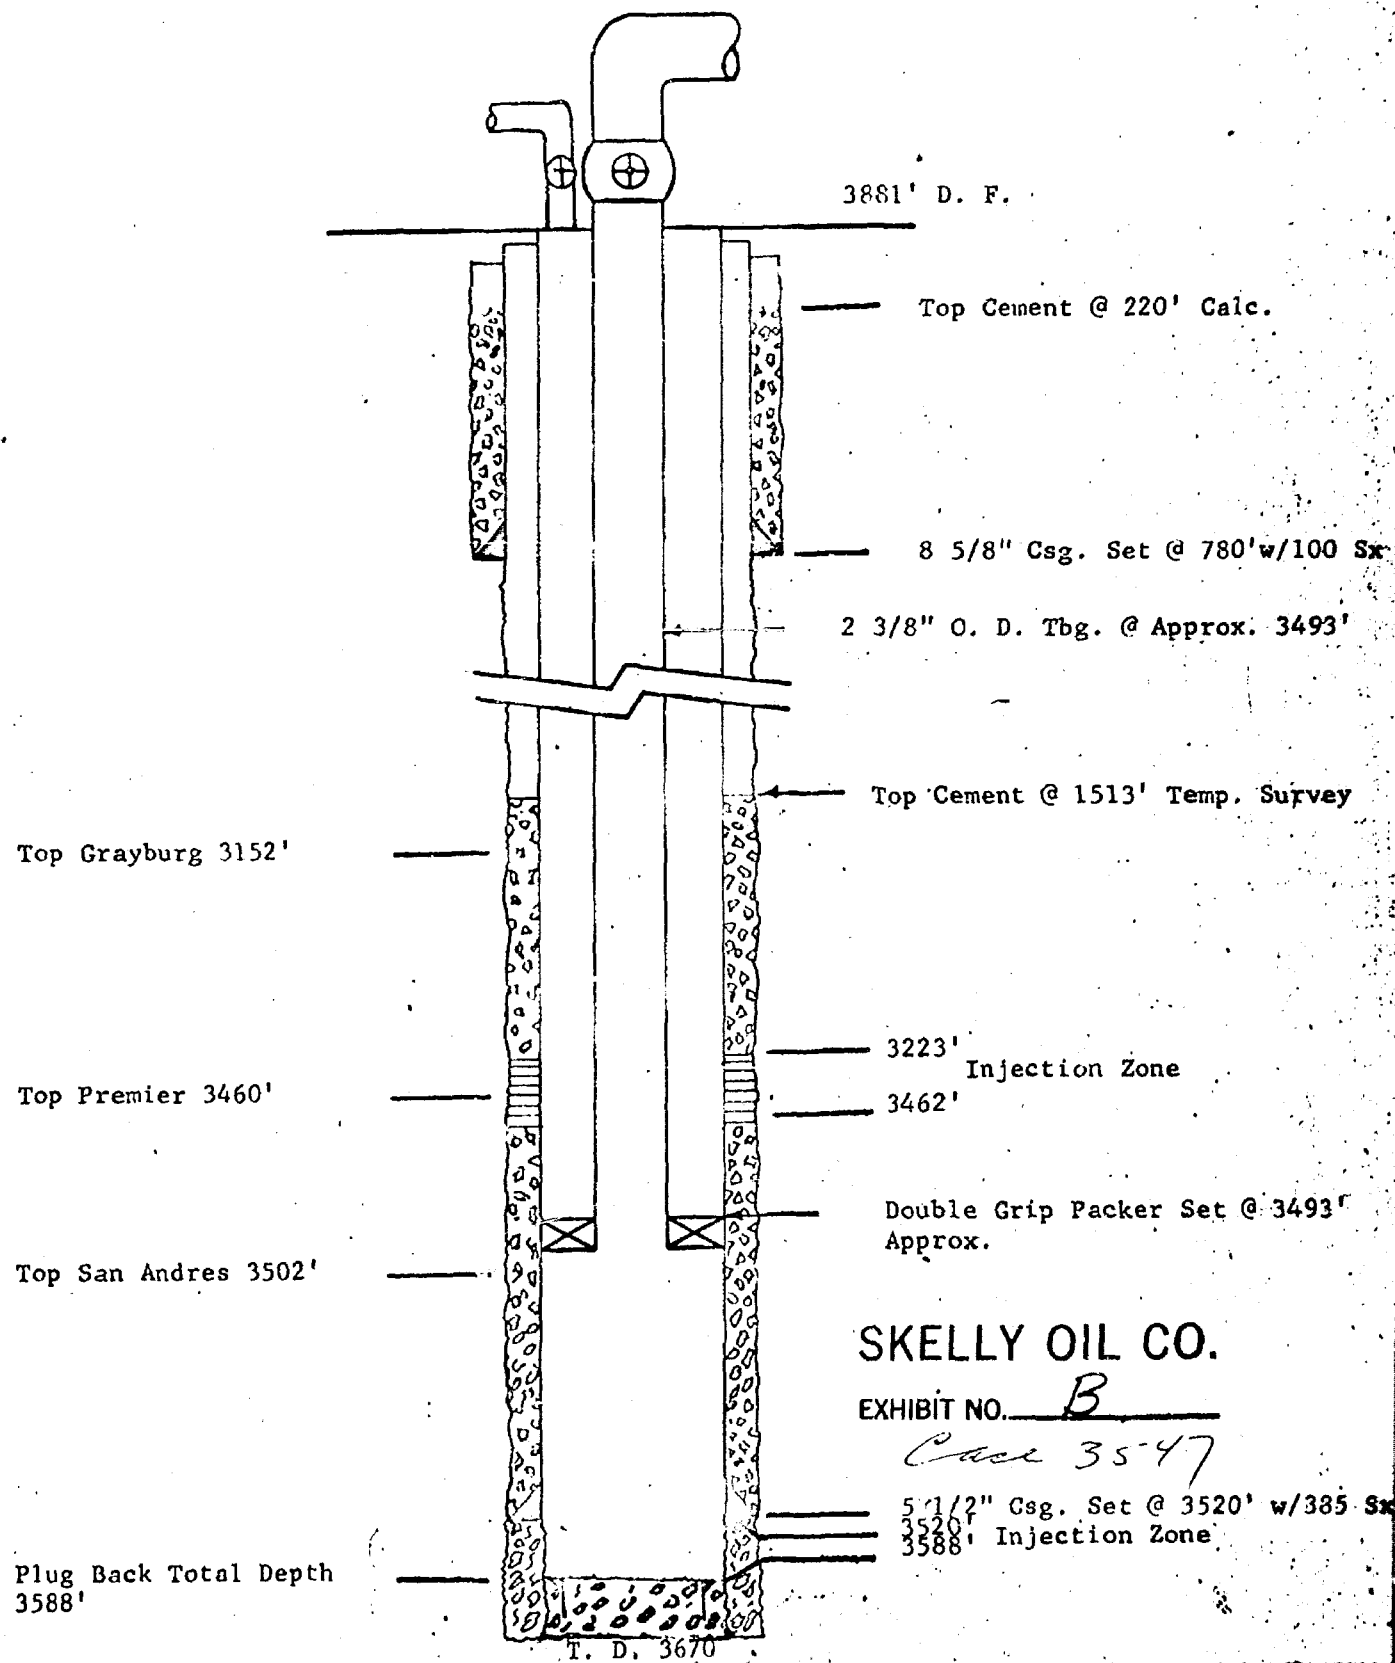 3881' D. F.
Top Cement @ 220' Calc.
8 5/8" Csg. Set @ 780'w/100 Sx
2 3/8" O. D. Tbg. @ Approx. 3493'
Top Cement @ 1513' Temp. Survey
Top Grayburg 3152'
3223'
Injection Zone
Top Premier 3460'
3462'
Double Grip Packer Set @ 3493'
Approx.
Top San Andres 3502'
SKELLY OIL CO.
EXHIBIT NO. B
Case 3547
5 1/2" Csg. Set @ 3520' w/385 Sx
3520'
3588' Injection Zone
Plug Back Total Depth
3588'
T. D. 3670